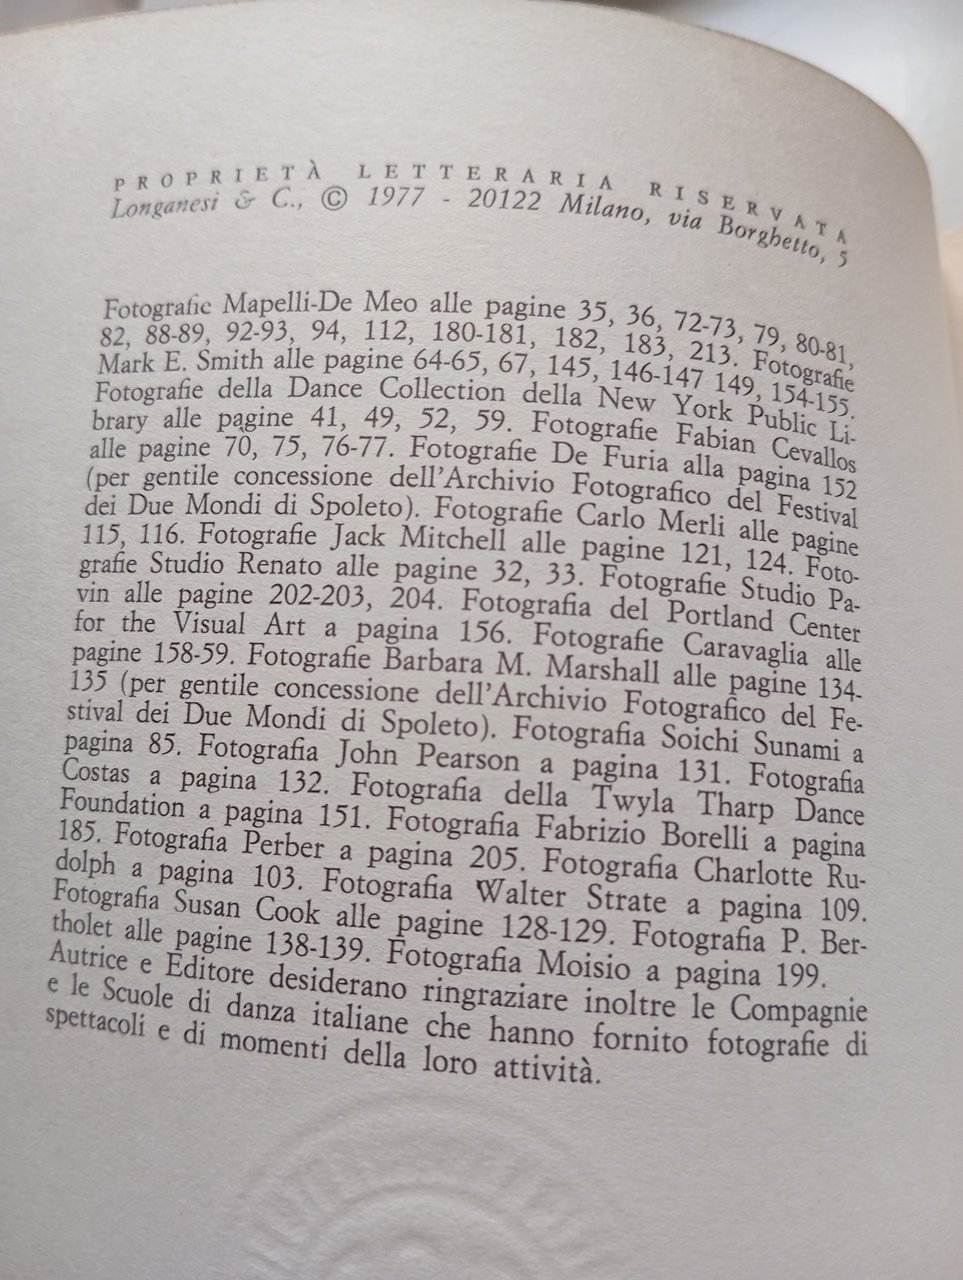 PROPRIETÀ LETTERARIA RISERVATA
Longanesi & C., © 1977 - 20122 Milano, via Borghetto, 5
Fotografie Mapelli-De Meo alle pagine 35, 36, 72-73, 79, 80-81,
82, 88-89, 92-93, 94, 112, 180-181, 182, 183, 213. Fotografie
Mark E. Smith alle pagine 64-65, 67, 145, 146-147 149, 154-155.
Fotografie della Dance Collection della New York Public Li-
brary alle pagine 41, 49, 52, 59. Fotografie Fabian Cevallos
alle pagine 70, 75, 76-77. Fotografie De Furia alla pagina 152
(per gentile concessione dell'Archivio Fotografico del Festival
dei Due Mondi di Spoleto). Fotografie Carlo Merli alle pagine
115, 116. Fotografie Jack Mitchell alle pagine 121, 124. Foto-
grafie Studio Renato alle pagine 32, 33. Fotografie Studio Pa-
vin alle pagine 202-203, 204. Fotografia del Portland Center
for the Visual Art a pagina 156. Fotografie Caravaglia alle
pagine 158-59. Fotografie Barbara M. Marshall alle pagine 134-
135 (per gentile concessione dell'Archivio Fotografico del Fe-
stival dei Due Mondi di Spoleto). Fotografia Soichi Sunami a
pagina 85. Fotografia John Pearson a pagina 131. Fotografia
Costas a pagina 132. Fotografia della Twyla Tharp Dance
Foundation a pagina 151. Fotografia Fabrizio Borelli a pagina
185. Fotografia Perber a pagina 205. Fotografia Charlotte Ru-
dolph a pagina 103. Fotografia Walter Strate a pagina 109.
Fotografia Susan Cook alle pagine 128-129. Fotografia P. Ber-
tholet alle pagine 138-139. Fotografia Moisio a pagina 199.
Autrice e Editore desiderano ringraziare inoltre le Compagnie
e le Scuole di danza italiane che hanno fornito fotografie di
spettacoli e di momenti della loro attività.